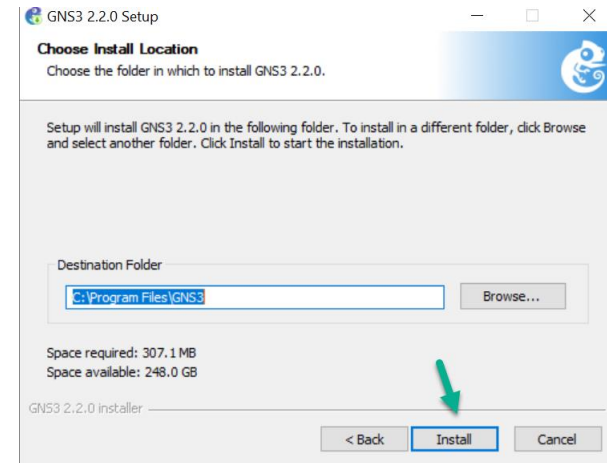 GNS3 2.2.0 Setup
Choose Install Location
Choose the folder in which to install GNS3 2.2.0.
Setup will install GNS3 2.2.0 in the following folder. To install in a different folder, click Browse
and select another folder. Click Install to start the installation.
Destination Folder
C:\Program Files\GNS3
Browse...
Space required: 307.1 MB
Space available: 248.0 GB
GNS3 2.2.0 installer
< Back Install Cancel